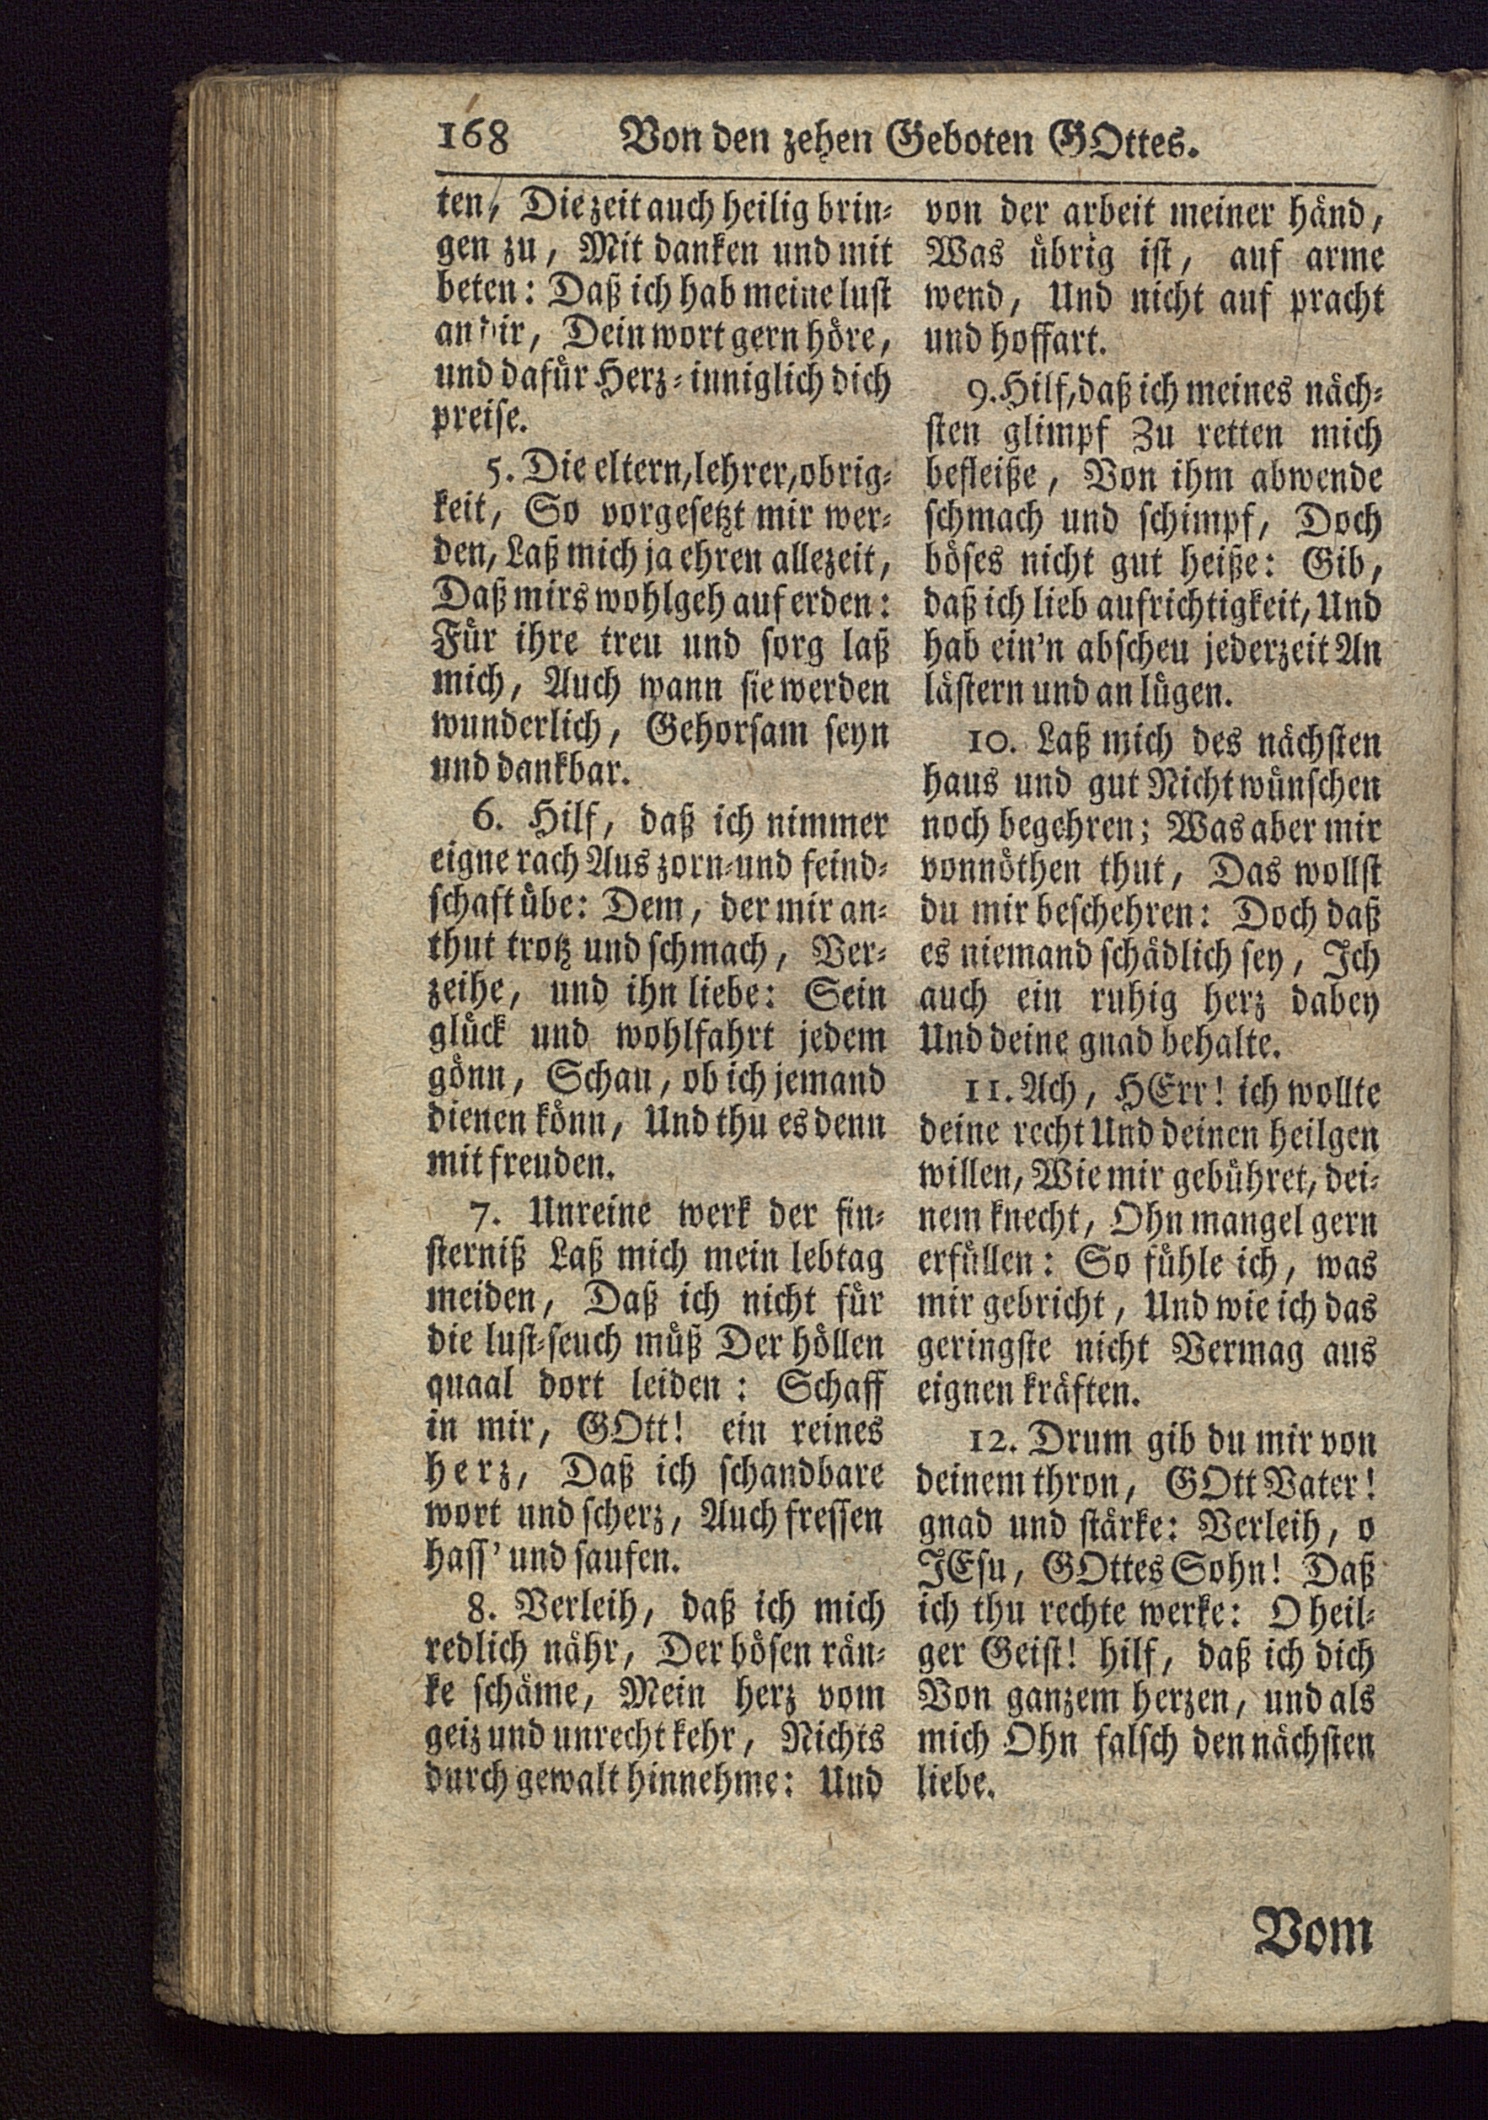 168 Von den zehen Geboten GOttes.
ten, Die zeit auch heilig brin-
gen zu, Mit danken und mit
beten: Daß ich hab meine lust
an dir, Dein wort gern höre,
und dafür Herz-inniglich dich
preise.
5. Die eltern, lehrer, obrig-
keit, So vorgesetzt mir wer-
den, Laß mich ja ehren allezeit,
Daß mirs wohlgeh auf erden:
Für ihre treu und sorg laß
mich, Auch wann sie werden
wunderlich, Gehorsam seyn
und dankbar.
6. Hilf, daß ich nimmer
eigne rach Aus zorn-und feind-
schaft übe: Dem, der mir an-
thut trotz und schmach, Ver-
zeihe, und ihn liebe: Sein
glück und wohlfahrt jedem
gönn, Schau, ob ich jemand
dienen könn, Und thu es denn
mit freuden.
7. Unreine werk der fin-
sterniß Laß mich mein lebtag
meiden, Daß ich nicht für
die lust-seuch müß Der höllen
quaal dort leiden: Schaff
in mir, GOtt! ein reines
herz, Daß ich schandbare
wort und scherz, Auch fressen
hass' und saufen.
8. Verleih, daß ich mich
redlich nähr, Der bösen rän-
ke schäme, Mein herz vom
geiz und unrecht kehr, Nichts
durch gewalt hinnehme: Und
von der arbeit meiner händ,
Was übrig ist, auf arme
wend, Und nicht auf pracht
und hoffart.
9. Hilf, daß ich meines näch-
sten glimpf Zu retten mich
befleiße, Von ihm abwende
schmach und schimpf, Doch
böses nicht gut heiße: Gib,
daß ich lieb aufrichtigkeit, Und
hab ein'n abscheu jederzeit An
lästern und an lügen.
10. Laß mich des nächsten
haus und gut Nicht wünschen
noch begehren; Was aber mir
vonnöthen thut, Das wollst
du mir beschehren: Doch daß
es niemand schädlich sey, Ich
auch ein ruhig herz dabey
Und deine gnad behalte.
11. Ach, HErr! ich wollte
deine recht Und deinen heilgen
willen, Wie mir gebühret, dei-
nem knecht, Ohn mangel gern
erfüllen: So fühle ich, was
mir gebricht, Und wie ich das
geringste nicht Vermag aus
eignen kräften.
12. Drum gib du mir von
deinem thron, GOtt Vater!
gnad und stärke: Verleih, o
JEsu, GOttes Sohn! Daß
ich thu rechte werke: O heil-
ger Geist! hilf, daß ich dich
Von ganzem herzen, und als
mich Ohn falsch den nächsten
liebe.
Vom